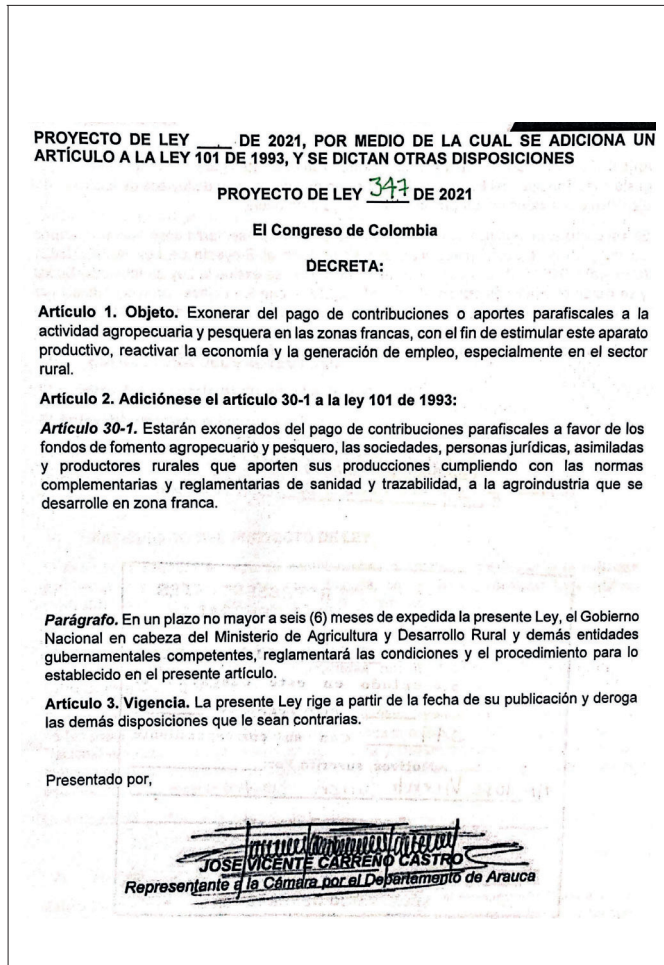 PROYECTO DE LEY ___ DE 2021, POR MEDIO DE LA CUAL SE ADICIONA UN
ARTÍCULO A LA LEY 101 DE 1993, Y SE DICTAN OTRAS DISPOSICIONES
PROYECTO DE LEY 347 DE 2021
El Congreso de Colombia
DECRETA:
Artículo 1. Objeto. Exonerar del pago de contribuciones o aportes parafiscales a la
actividad agropecuaria y pesquera en las zonas francas, con el fin de estimular este aparato
productivo, reactivar la economía y la generación de empleo, especialmente en el sector
rural.
Artículo 2. Adiciónese el artículo 30-1 a la ley 101 de 1993:
Artículo 30-1. Estarán exonerados del pago de contribuciones parafiscales a favor de los
fondos de fomento agropecuario y pesquero, las sociedades, personas jurídicas, asimiladas
y productores rurales que aporten sus producciones cumpliendo con las normas
complementarias y reglamentarias de sanidad y trazabilidad, a la agroindustria que se
desarrolle en zona franca.
Parágrafo. En un plazo no mayor a seis (6) meses de expedida la presente Ley, el Gobierno
Nacional en cabeza del Ministerio de Agricultura y Desarrollo Rural y demás entidades
gubernamentales competentes, reglamentará las condiciones y el procedimiento para lo
establecido en el presente artículo.
Artículo 3. Vigencia. La presente Ley rige a partir de la fecha de su publicación y deroga
las demás disposiciones que le sean contrarias.
Presentado por,
JOSE VICENTE CARREÑO CASTRO
Representante a la Cámara por el Departamento de Arauca